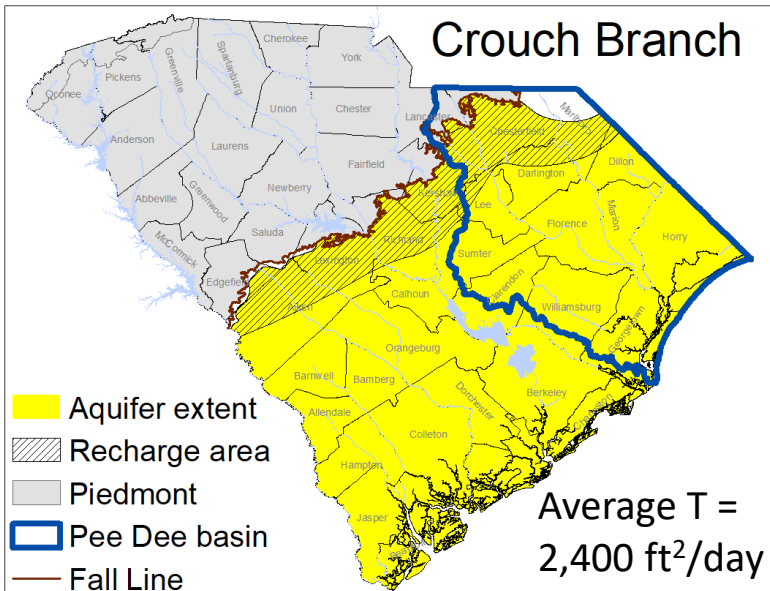 Crouch Branch
Cherokee
York
Spartanburg
Greenville
Pickens
Oconee
Union
Chester
Lancaster
Anderson
Laurens
Fairfield
Chesterfield
Marlboro
Dillon
Darlington
Newberry
Abbeville
Greenwood
Kershaw
Lee
Marion
Florence
Horry
Saluda
McCormick
Richland
Lexington
Sumter
Edgefield
Calhoun
Clarendon
Aiken
Williamsburg
Georgetown
Orangeburg
Barnwell
Bamberg
Berkeley
Dorchester
Charleston
Allendale
Colleton
Hampton
Jasper
Aquifer extent
Recharge area
Piedmont
Pee Dee basin
Fall Line
Average T =
2,400 ft²/day